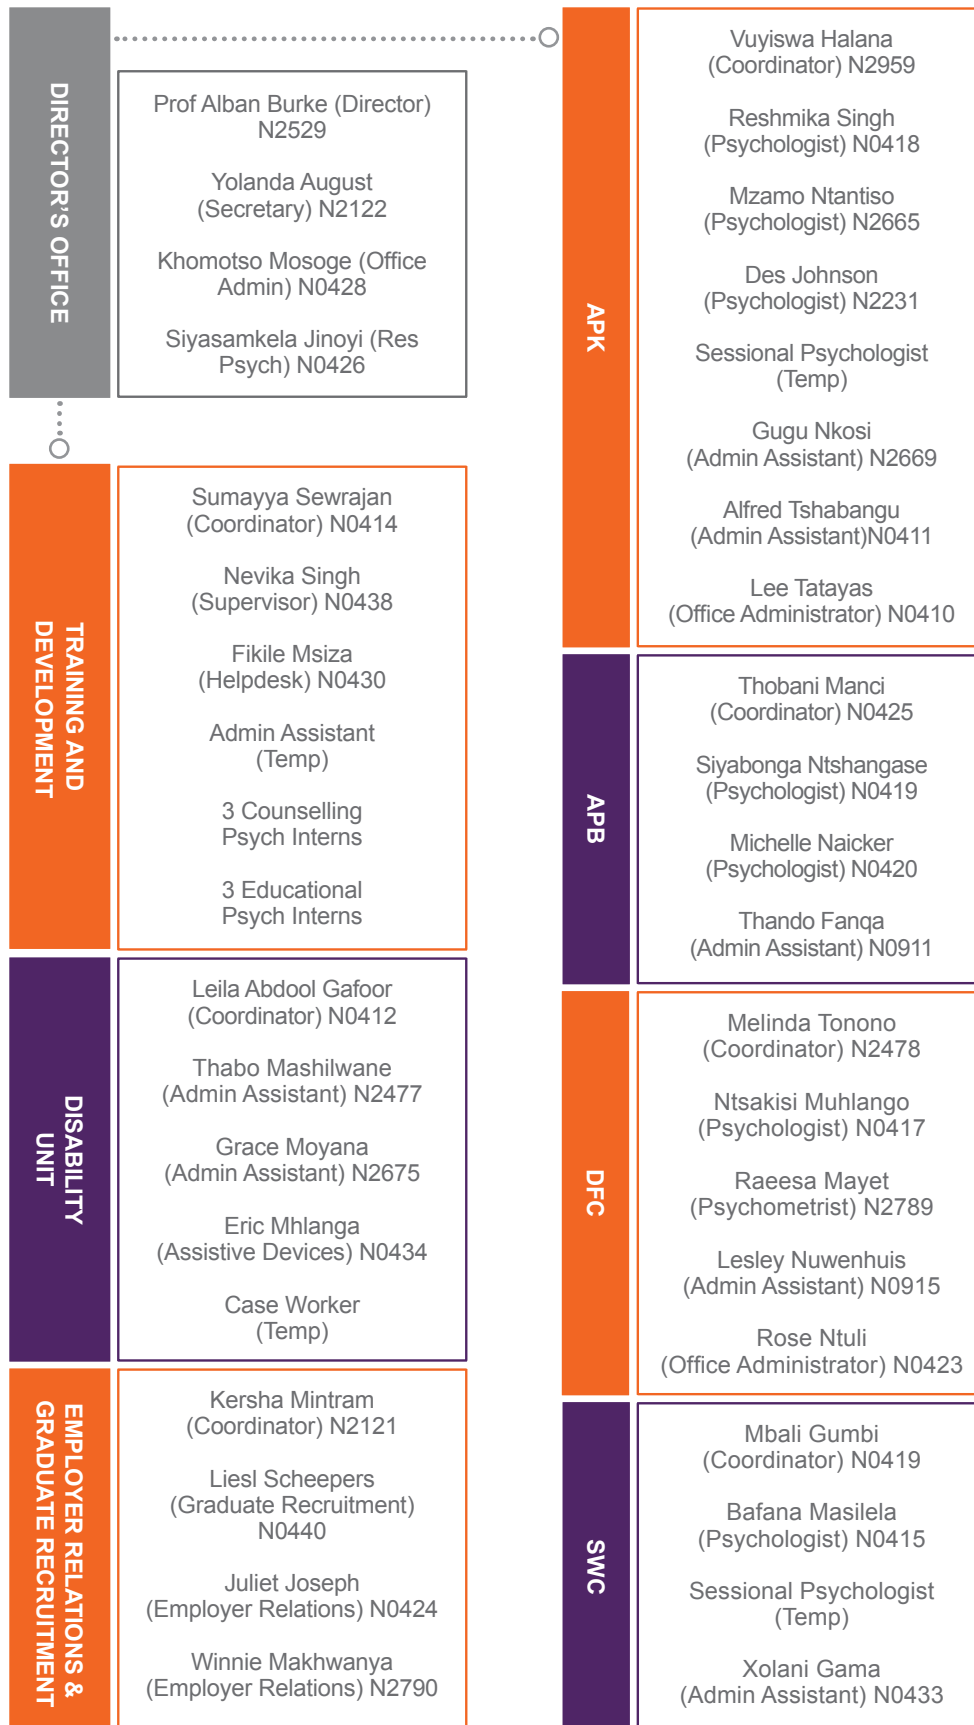 DIRECTOR'S OFFICE
Prof Alban Burke (Director)
N2529
Yolanda August
(Secretary) N2122
Khomotso Mosoge (Office
Admin) N0428
Siyasamkela Jinoyi (Res
Psych) N0426
TRAINING AND
DEVELOPMENT
Sumayya Sewrajan
(Coordinator) N0414
Nevika Singh
(Supervisor) N0438
Fikile Msiza
(Helpdesk) N0430
Admin Assistant
(Temp)
3 Counselling
Psych Interns
3 Educational
Psych Interns
DISABILITY
UNIT
Leila Abdool Gafoor
(Coordinator) N0412
Thabo Mashilwane
(Admin Assistant) N2477
Grace Moyana
(Admin Assistant) N2675
Eric Mhlanga
(Assistive Devices) N0434
Case Worker
(Temp)
EMPLOYER RELATIONS &
GRADUATE RECRUITMENT
Kersha Mintram
(Coordinator) N2121
Liesl Scheepers
(Graduate Recruitment)
N0440
Juliet Joseph
(Employer Relations) N0424
Winnie Makhwanya
(Employer Relations) N2790
APK
Vuyiswa Halana
(Coordinator) N2959
Reshmika Singh
(Psychologist) N0418
Mzamo Ntantiso
(Psychologist) N2665
Des Johnson
(Psychologist) N2231
Sessional Psychologist
(Temp)
Gugu Nkosi
(Admin Assistant) N2669
Alfred Tshabangu
(Admin Assistant)N0411
Lee Tatayas
(Office Administrator) N0410
APB
Thobani Manci
(Coordinator) N0425
Siyabonga Ntshangase
(Psychologist) N0419
Michelle Naicker
(Psychologist) N0420
Thando Fanqa
(Admin Assistant) N0911
DFC
Melinda Tonono
(Coordinator) N2478
Ntsakisi Muhlango
(Psychologist) N0417
Raeesa Mayet
(Psychometrist) N2789
Lesley Nuwenhuis
(Admin Assistant) N0915
Rose Ntuli
(Office Administrator) N0423
SWC
Mbali Gumbi
(Coordinator) N0419
Bafana Masilela
(Psychologist) N0415
Sessional Psychologist
(Temp)
Xolani Gama
(Admin Assistant) N0433